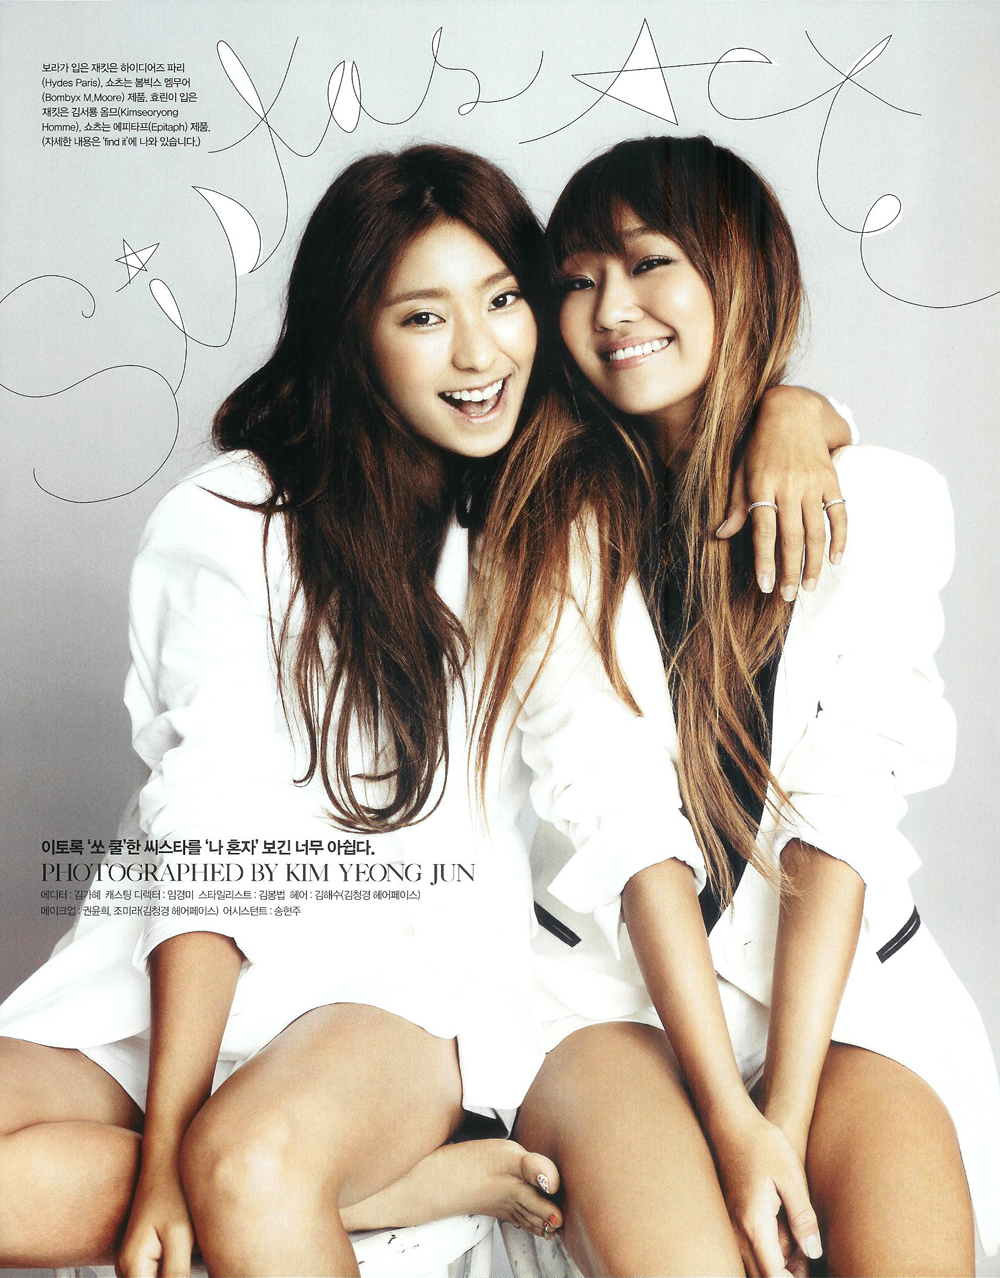 보라가 입은 재킷은 하이디어즈 파리
(Hydes Paris), 쇼츠는 봄빅스 엠무어
(Bombyx M.Moore) 제품. 효린이 입은
재킷은 김서룡 옴므(Kimseoryong
Homme), 쇼츠는 에피타프(Epitaph) 제품.
(자세한 내용은 'find it'에 나와 있습니다.)
이토록 '쏘 쿨'한 씨스타를 '나 혼자' 보긴 너무 아쉽다.
PHOTOGRAPHED BY KIM YEONG JUN
에디터 : 김가혜 캐스팅 디렉터 : 임경미 스타일리스트 : 김봉법 헤어 : 김해수(김청경 헤어페이스)
메이크업 : 권윤희, 조미라(김청경 헤어페이스) 어시스턴트 : 송현주